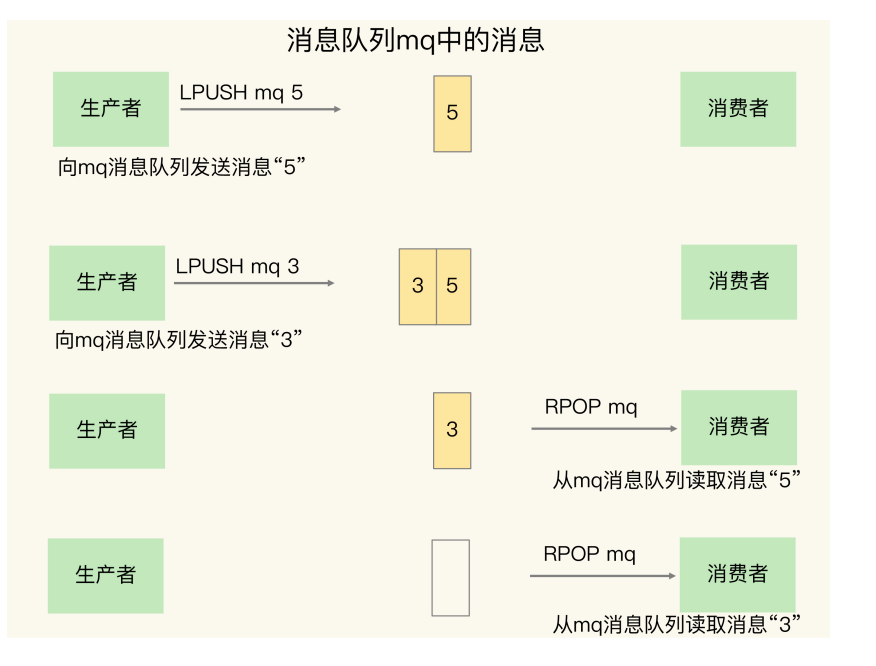 消息队列mq中的消息
生产者
LPUSH mq 5
5
消费者
向mq消息队列发送消息“5”
生产者
LPUSH mq 3
3 5
消费者
向mq消息队列发送消息“3”
生产者
3
RPOP mq
消费者
从mq消息队列读取消息“5”
生产者
RPOP mq
消费者
从mq消息队列读取消息“3”